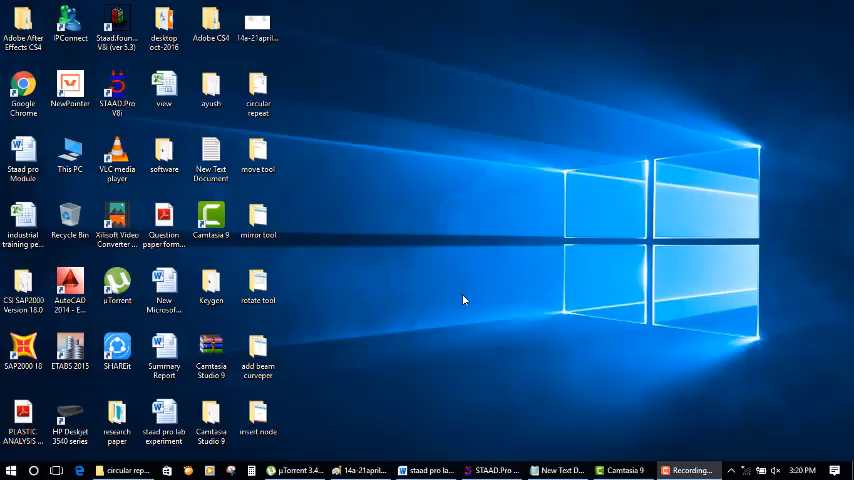 Adobe After
Effects CS4
IPConnect
Staad.foun...
V8i (ver 5.3)
desktop
oct-2016
Adobe CS4
14a-21april...
Google
Chrome
NewPointer
STAAD.Pro
V8i
view
ayush
circular
repeat
Staad pro
Module
This PC
VLC media
player
software
New Text
Document
move tool
industrial
training pe...
Recycle Bin
Xilisoft Video
Converter ...
Question
paper form...
Camtasia 9
mirror tool
CSI SAP2000
Version 18.0
AutoCAD
2014 - E...
µTorrent
New
Microsof...
Keygen
rotate tool
SAP2000 18
ETABS 2015
SHAREit
Summary
Report
Camtasia
Studio 9
add beam
curveper
PLASTIC
ANALYSIS ...
HP Deskjet
3540 series
research
paper
staad pro lab
experiment
Camtasia
Studio 9
insert node
circular rep...
µTorrent 3.4...
14a-21april...
staad pro la...
STAAD.Pro ...
New Text D...
Camtasia 9
Recording...
3:20 PM